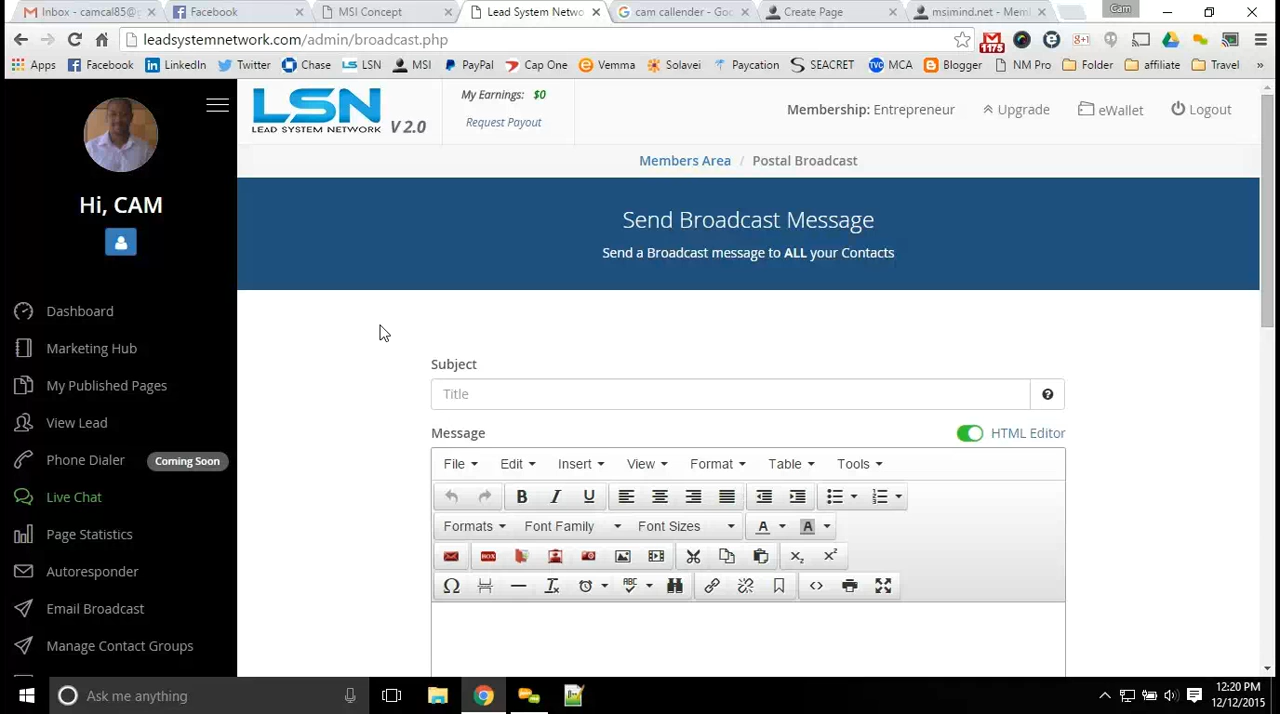 Inbox - camcal85@g
Facebook
MSI Concept
Lead System Netwo
cam callender - Goo
Create Page
msimind.net - Mem
Cam
leadsystemnetwork.com/admin/broadcast.php
1175
Apps Facebook LinkedIn Twitter Chase LSN MSI PayPal Cap One Vemma Solavei Paycation SEACRET MCA Blogger NM Pro Folder affiliate Travel »
LSN
LEAD SYSTEM NETWORK
V 2.0
My Earnings: $0
Request Payout
Membership: Entrepreneur
Upgrade
eWallet
Logout
Members Area / Postal Broadcast
Hi, CAM
Send Broadcast Message
Send a Broadcast message to ALL your Contacts
Dashboard
Marketing Hub
My Published Pages
View Lead
Phone Dialer Coming Soon
Live Chat
Page Statistics
Autoresponder
Email Broadcast
Manage Contact Groups
Subject
Title
Message
HTML Editor
File Edit Insert View Format Table Tools
B I U
Formats Font Family Font Sizes A A
Ask me anything
12:20 PM
12/12/2015